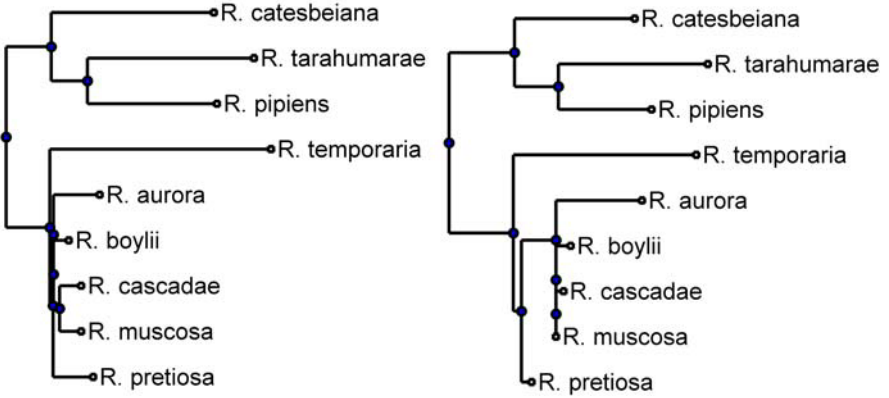 R. catesbeiana
R. tarahumarae
R. pipiens
R. temporaria
R. aurora
R. boylii
R. cascadae
R. muscosa
R. pretiosa
R. catesbeiana
R. tarahumarae
R. pipiens
R. temporaria
R. aurora
R. boylii
R. cascadae
R. muscosa
R. pretiosa